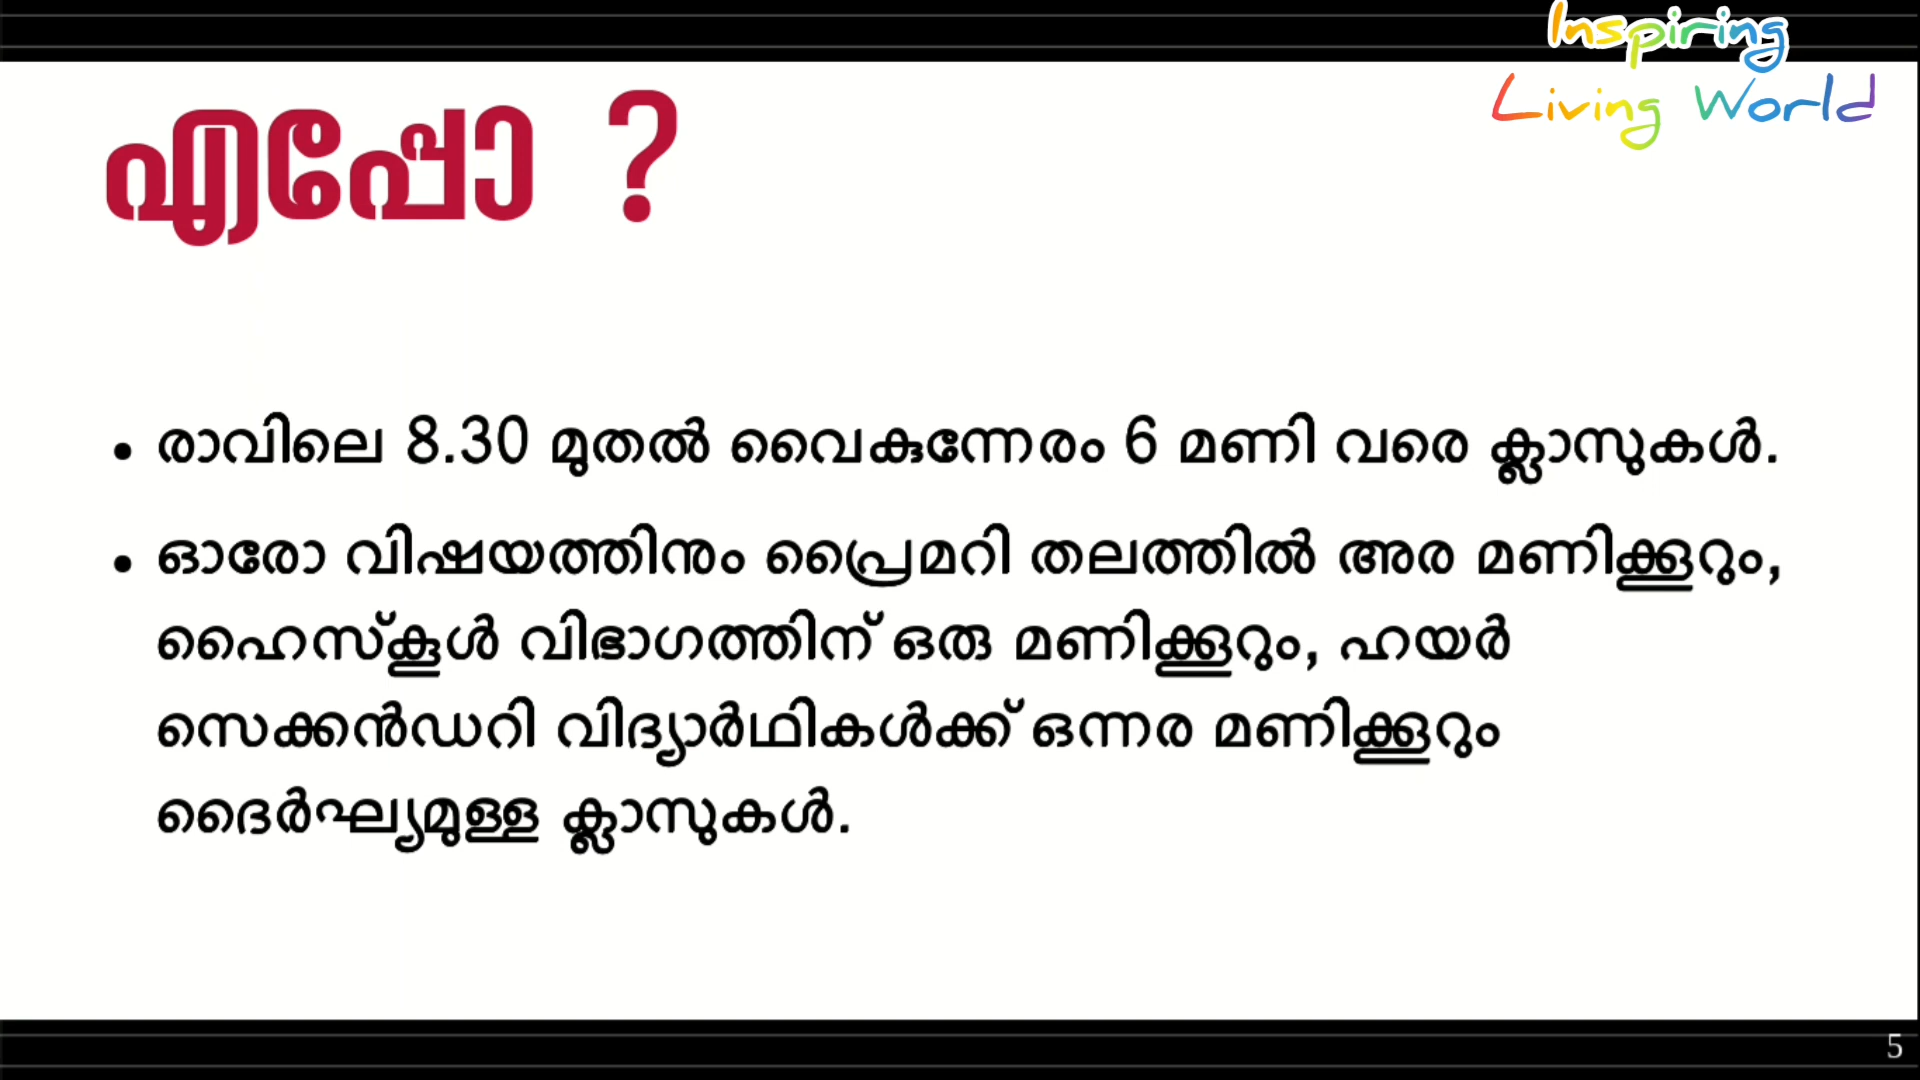 Inspiring
Living World
എപ്പോ ?
• രാവിലെ 8.30 മുതൽ വൈകുന്നേരം 6 മണി വരെ ക്ലാസുകൾ.
• ഓരോ വിഷയത്തിനും പ്രൈമറി തലത്തിൽ അര മണിക്കൂറും,
ഹൈസ്കൂൾ വിഭാഗത്തിന് ഒരു മണിക്കൂറും, ഹയർ
സെക്കൻഡറി വിദ്യാർഥികൾക്ക് ഒന്നര മണിക്കൂറും
ദൈർഘ്യമുള്ള ക്ലാസുകൾ.
5